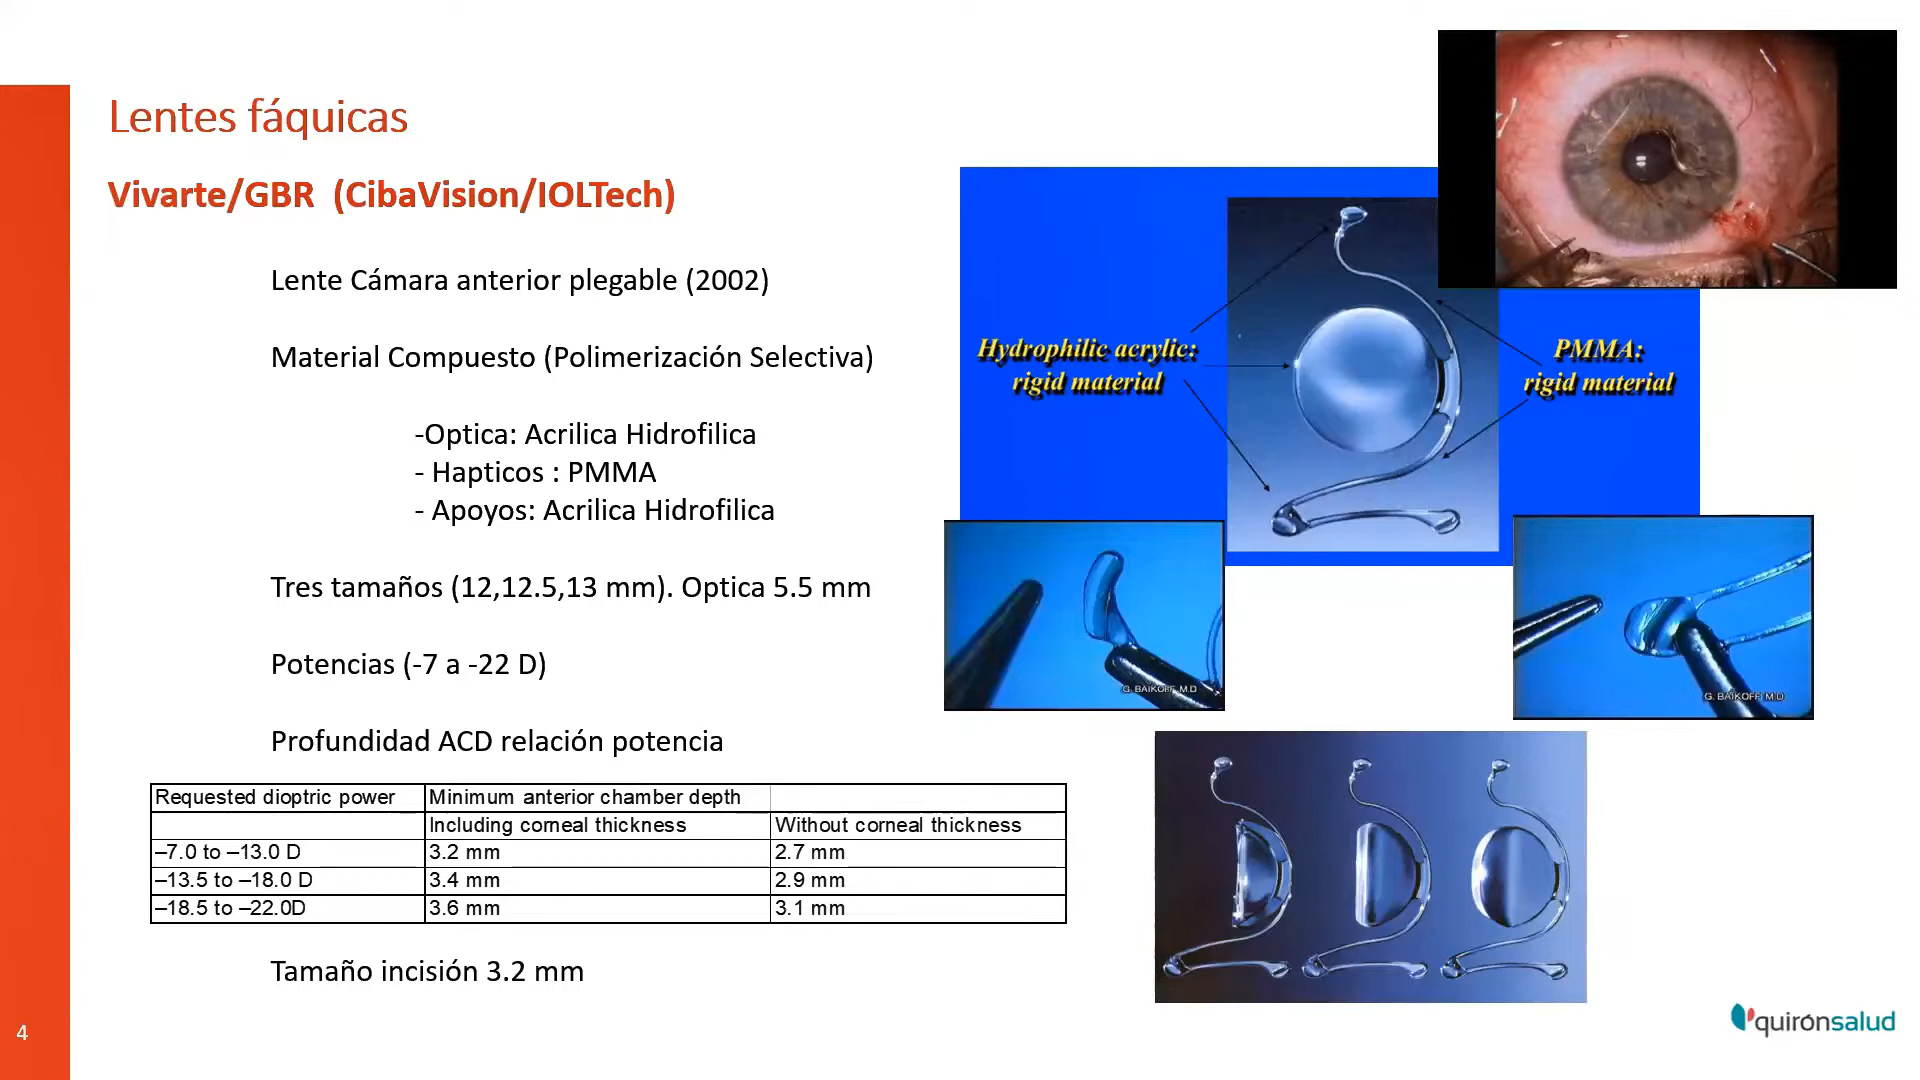 Lentes fáquicas
Vivarte/GBR (CibaVision/IOLTech)
Lente Cámara anterior plegable (2002)
Material Compuesto (Polimerización Selectiva)
-Optica: Acrilica Hidrofilica
- Hapticos : PMMA
- Apoyos: Acrilica Hidrofilica
Tres tamaños (12,12.5,13 mm). Optica 5.5 mm
Potencias (-7 a -22 D)
Profundidad ACD relación potencia
Requested dioptric power Minimum anterior chamber depth
Including corneal thickness Without corneal thickness
–7.0 to –13.0 D 3.2 mm 2.7 mm
–13.5 to –18.0 D 3.4 mm 2.9 mm
–18.5 to –22.0D 3.6 mm 3.1 mm
Tamaño incisión 3.2 mm
Hydrophilic acrylic:
rigid material
PMMA:
rigid material
G. BAIKOFF, M.D
G. BAIKOFF, M.D
4
quirónsalud